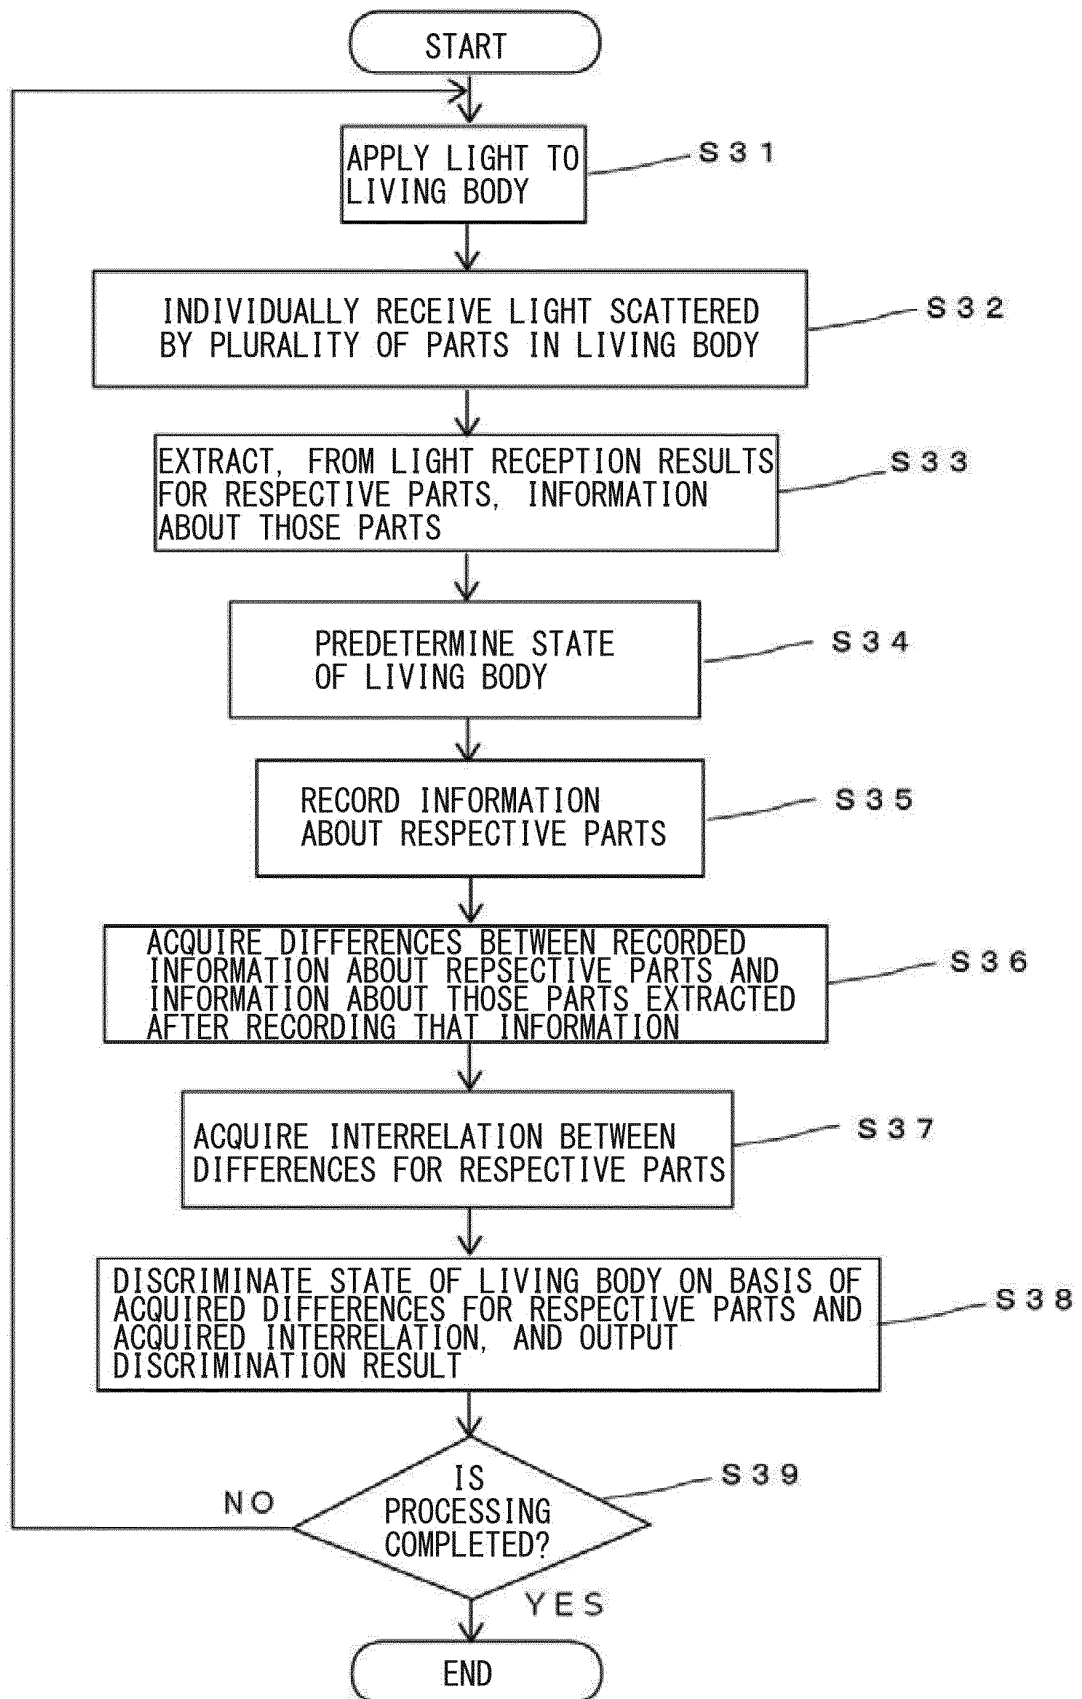 START
APPLY LIGHT TO
LIVING BODY
S31
INDIVIDUALLY RECEIVE LIGHT SCATTERED
BY PLURALITY OF PARTS IN LIVING BODY
S32
EXTRACT, FROM LIGHT RECEPTION RESULTS
FOR RESPECTIVE PARTS, INFORMATION
ABOUT THOSE PARTS
S33
PREDETERMINE STATE
OF LIVING BODY
S34
RECORD INFORMATION
ABOUT RESPECTIVE PARTS
S35
ACQUIRE DIFFERENCES BETWEEN RECORDED
INFORMATION ABOUT REPSECTIVE PARTS AND
INFORMATION ABOUT THOSE PARTS EXTRACTED
AFTER RECORDING THAT INFORMATION
S36
ACQUIRE INTERRELATION BETWEEN
DIFFERENCES FOR RESPECTIVE PARTS
S37
DISCRIMINATE STATE OF LIVING BODY ON BASIS OF
ACQUIRED DIFFERENCES FOR RESPECTIVE PARTS AND
ACQUIRED INTERRELATION, AND OUTPUT
DISCRIMINATION RESULT
S38
IS
PROCESSING
COMPLETED?
S39
NO
YES
END